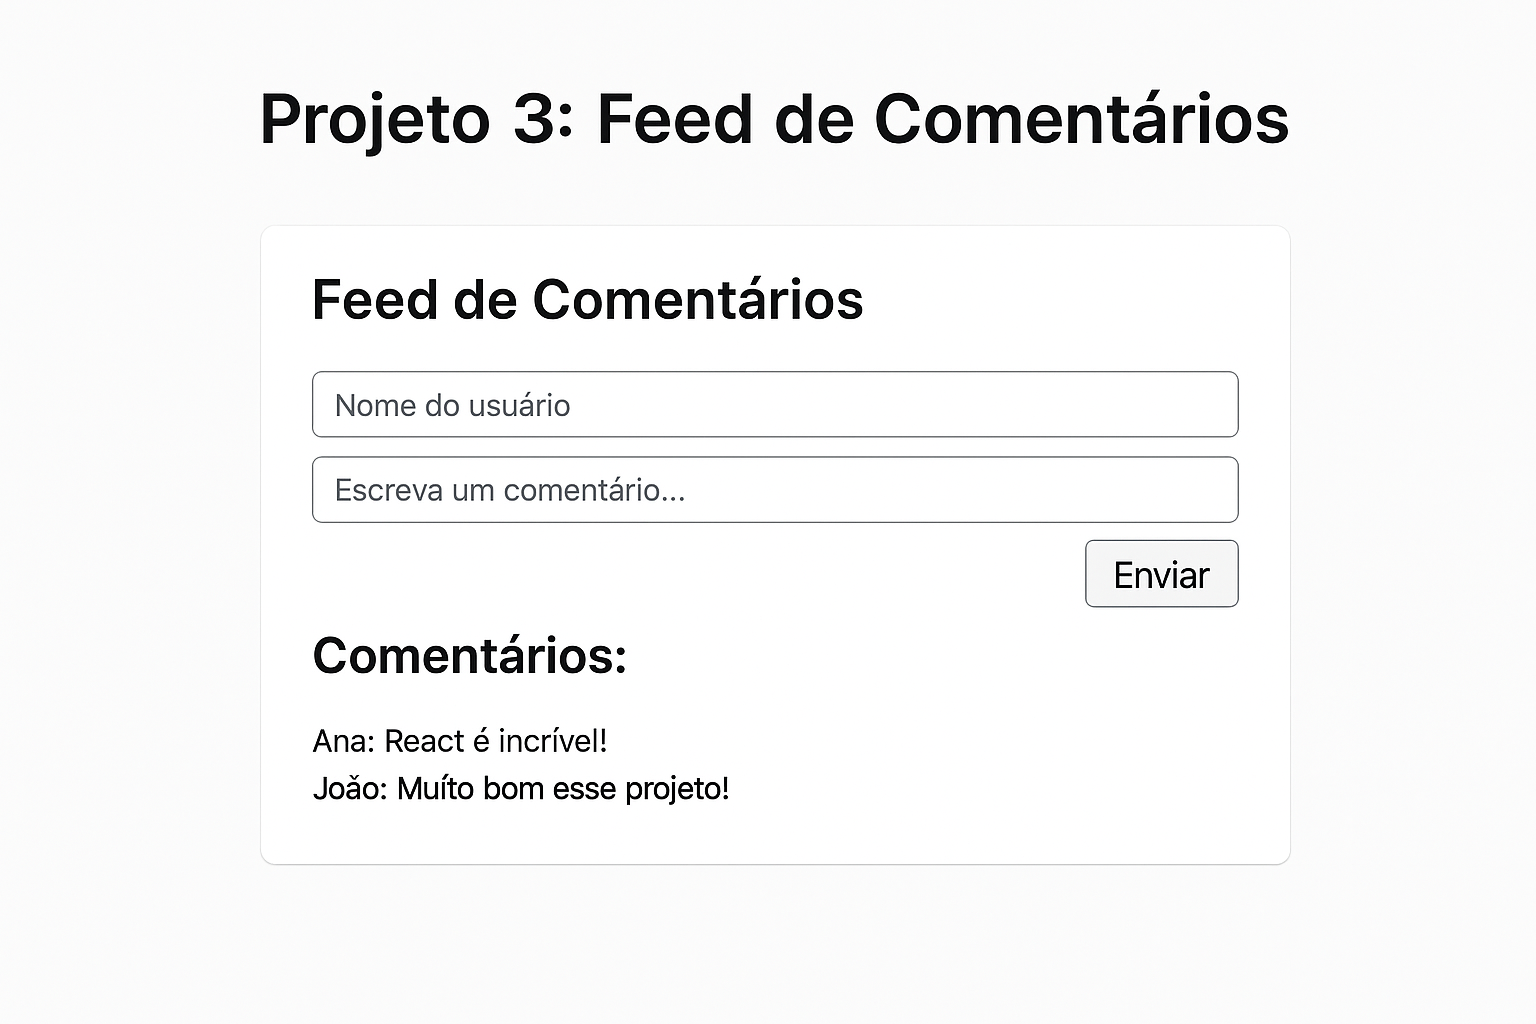 Projeto 3: Feed de Comentários
Feed de Comentários
Nome do usuário
Escreva um comentário...
Enviar
Comentários:
Ana: React é incrível!
Joǎo: Muíto bom esse projeto!